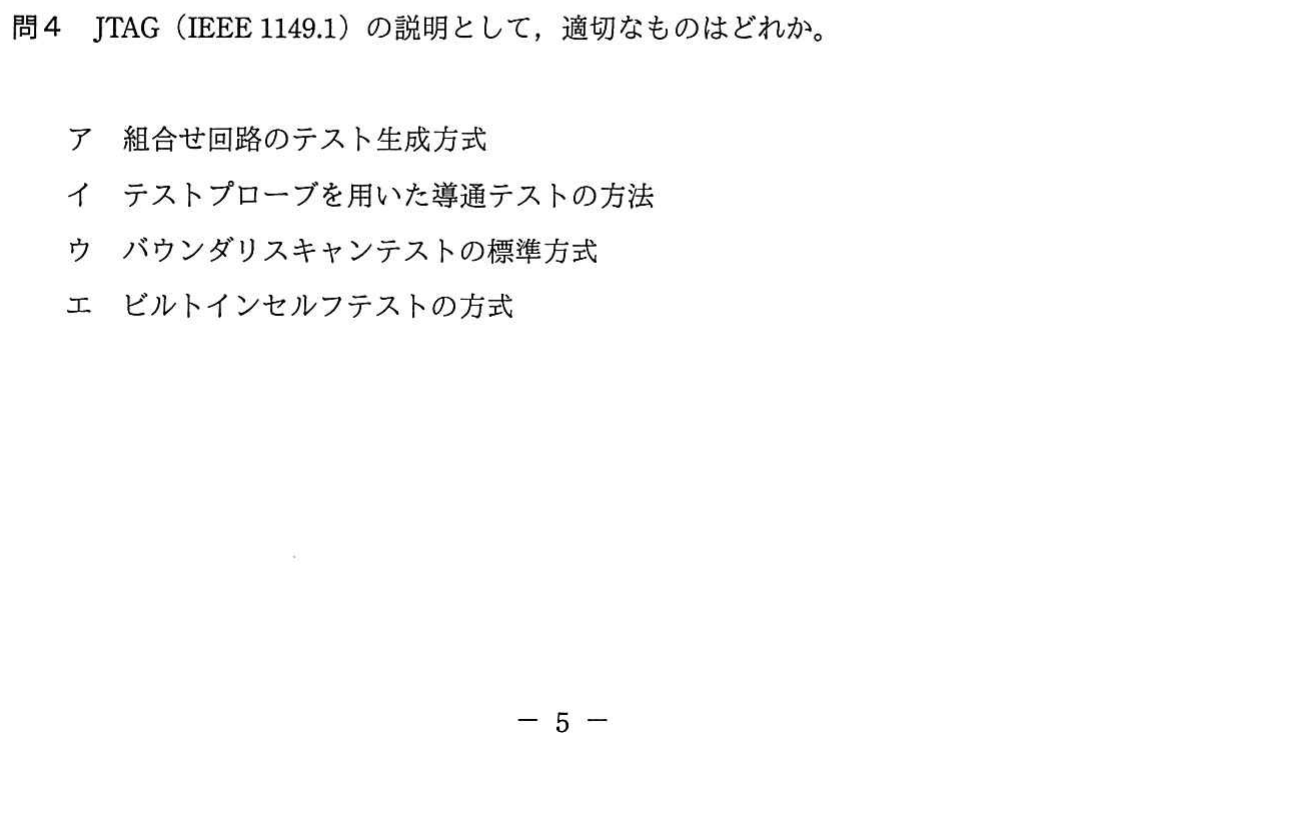 問4 JTAG（IEEE 1149.1）の説明として，適切なものはどれか。
ア 組合せ回路のテスト生成方式
イ テストプローブを用いた導通テストの方法
ウ バウンダリスキャンテストの標準方式
エ ビルトインセルフテストの方式
－ 5 －